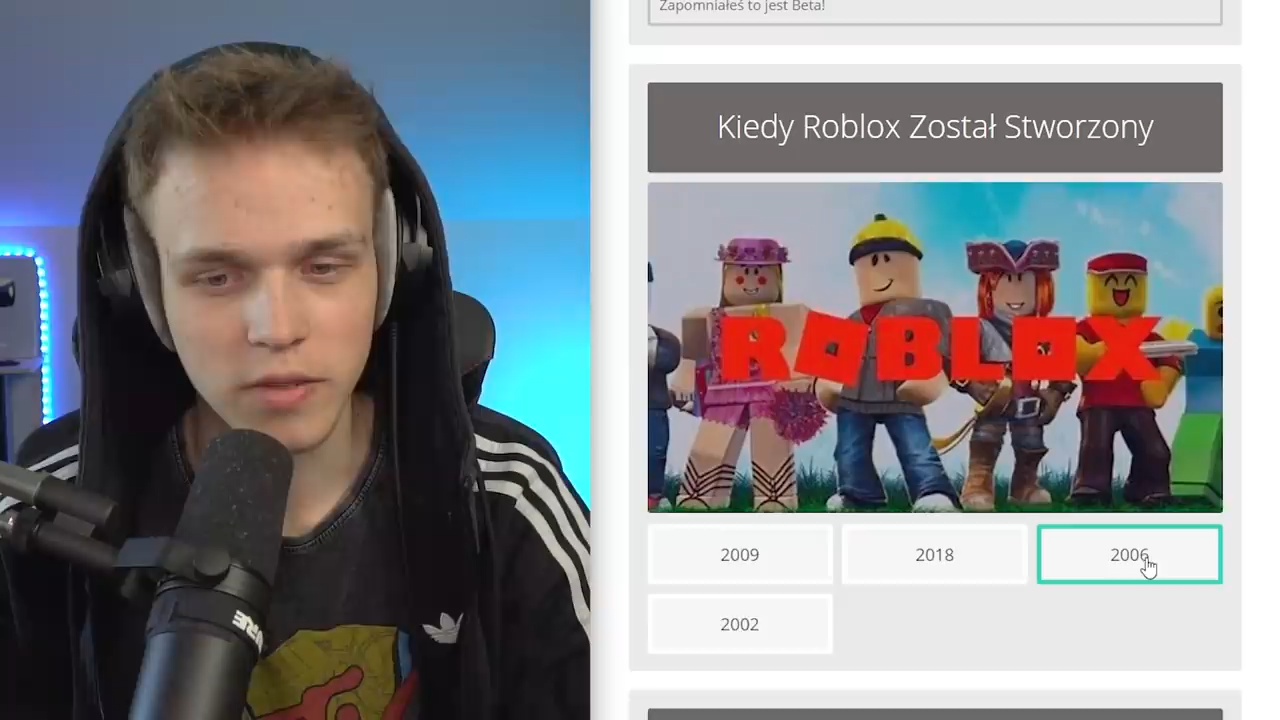 Zapomniałeś to jest Beta!
Kiedy Roblox Został Stworzony
ROBLOX
2009
2018
2006
2002